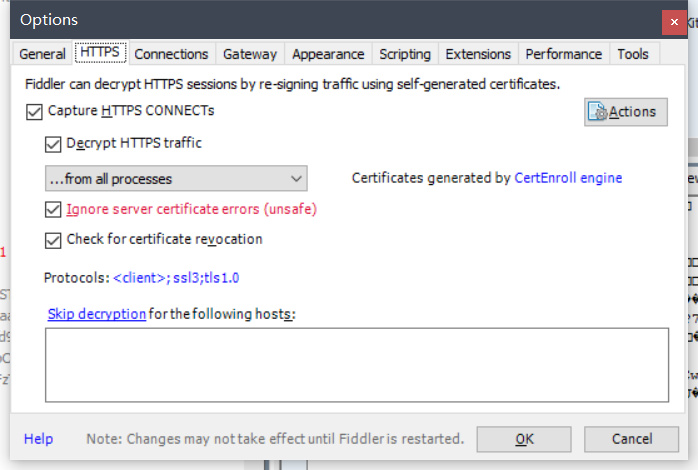 Options
General HTTPS Connections Gateway Appearance Scripting Extensions Performance Tools
Fiddler can decrypt HTTPS sessions by re-signing traffic using self-generated certificates.
Capture HTTPS CONNECTs
Actions
Decrypt HTTPS traffic
...from all processes
Certificates generated by CertEnroll engine
Ignore server certificate errors (unsafe)
Check for certificate revocation
Protocols: <client>; ssl3;tls1.0
Skip decryption for the following hosts:
Help
Note: Changes may not take effect until Fiddler is restarted.
OK
Cancel